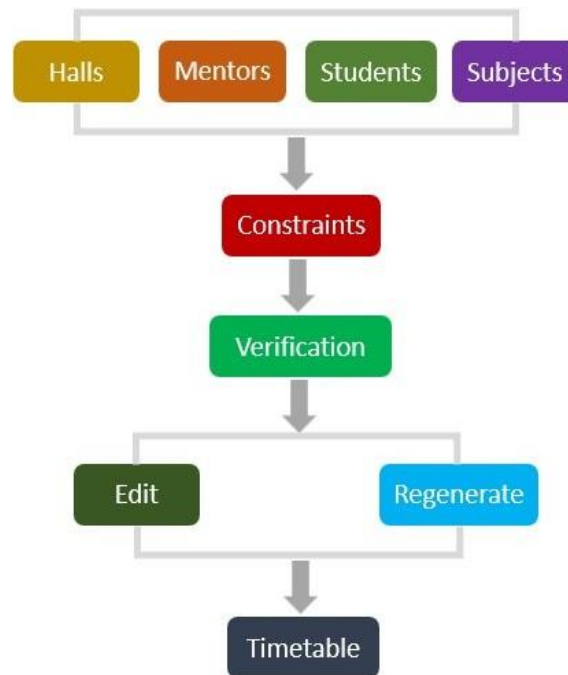 Halls
Mentors
Students
Subjects
Constraints
Verification
Edit
Regenerate
Timetable